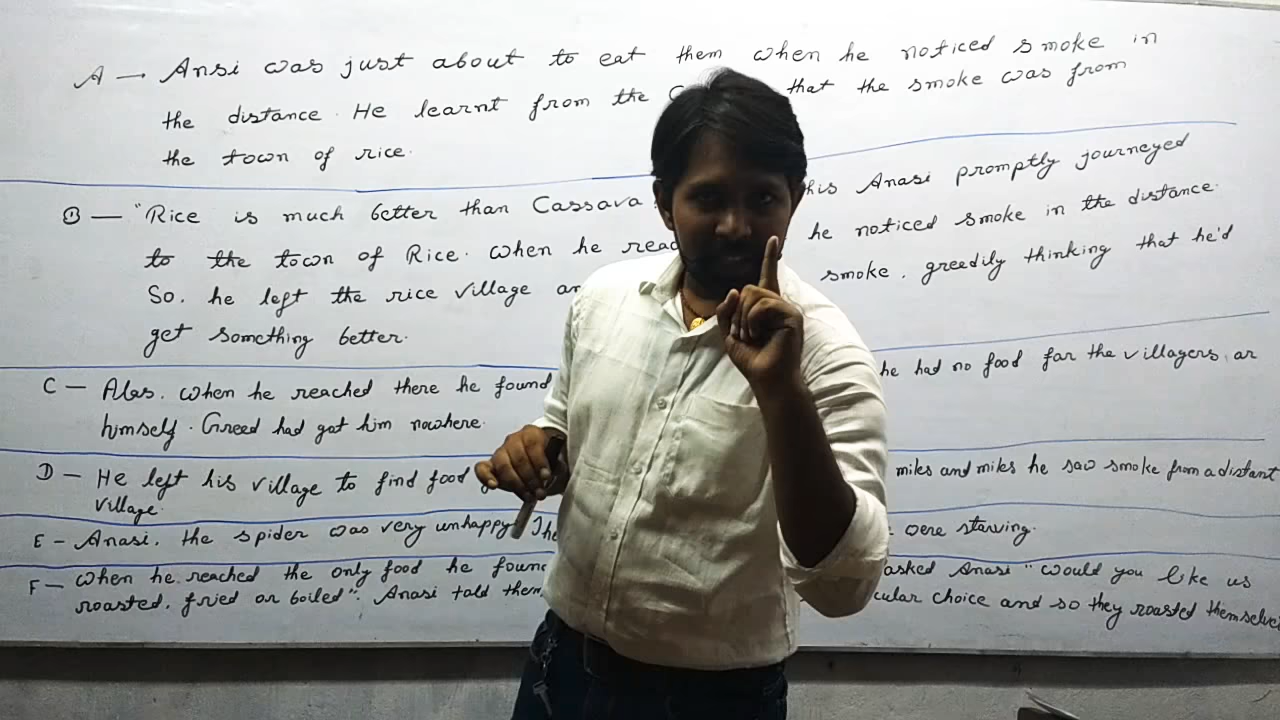 A → Ansi was just about to eat them when he noticed smoke in
the distance. He learnt from the that the smoke was from
the town of rice.
B — "Rice is much better than Cassava his Anasi promptly journeyed
to the town of Rice. When he he noticed smoke in the distance.
So, he left the rice village smoke, greedily thinking that he'd
get something better.
C — Alas, when he reached there he found he had no food for the villagers, or
himself. Greed had got him nowhere.
D — He left his village to find food miles and miles he saw smoke from a distant
village.
E - Anasi, the spider was very unhappy. were starving.
F — When he reached the only food he asked Anasi "Would you like us
roasted, fried or boiled". Anasi told them choice and so they roasted themselves